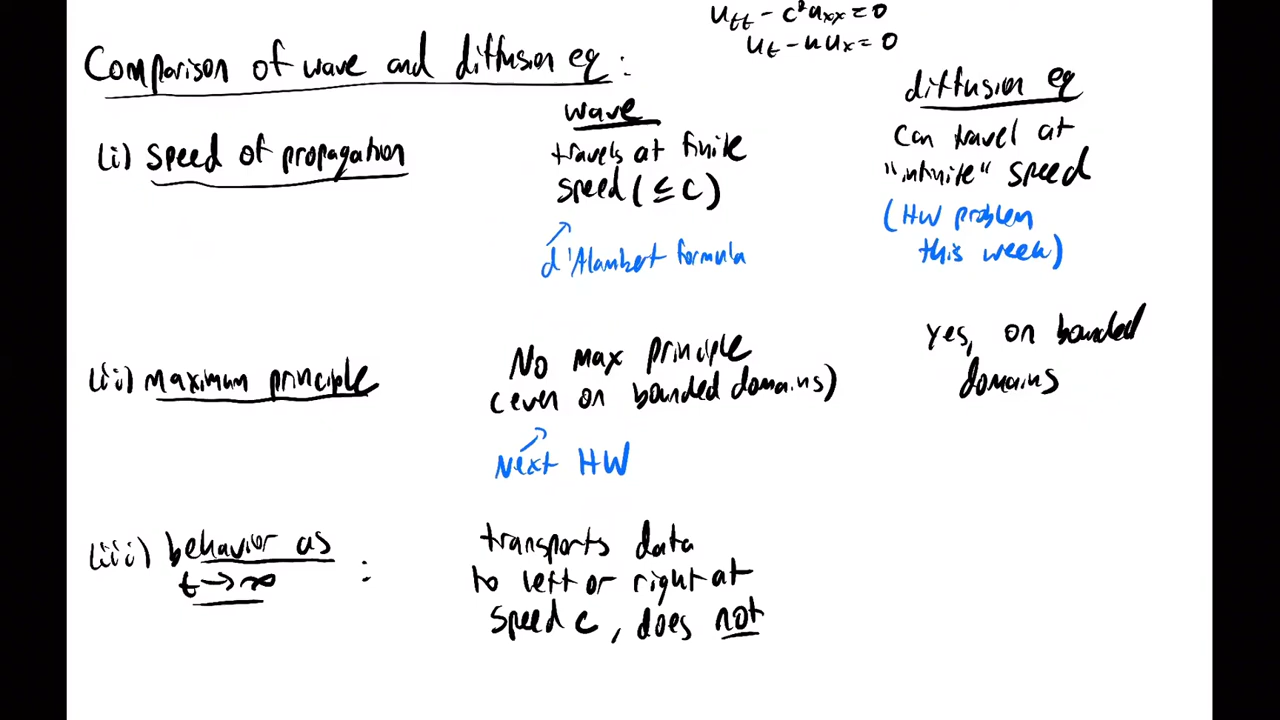 u_tt - c²u_xx = 0
u_t - k u_x = 0
Comparison of wave and diffusion eq:
wave
diffusion eq
(i) speed of propagation
travels at finite
speed (≤ c)
can travel at
"infinite" speed
d'Alambert formula
(HW problem
this week)
(ii) maximum principle
No max principle
(even on bounded domains)
yes, on bounded
domains
Next HW
(iii) behavior as
t → ∞ :
transports data
to left or right at
speed c, does not